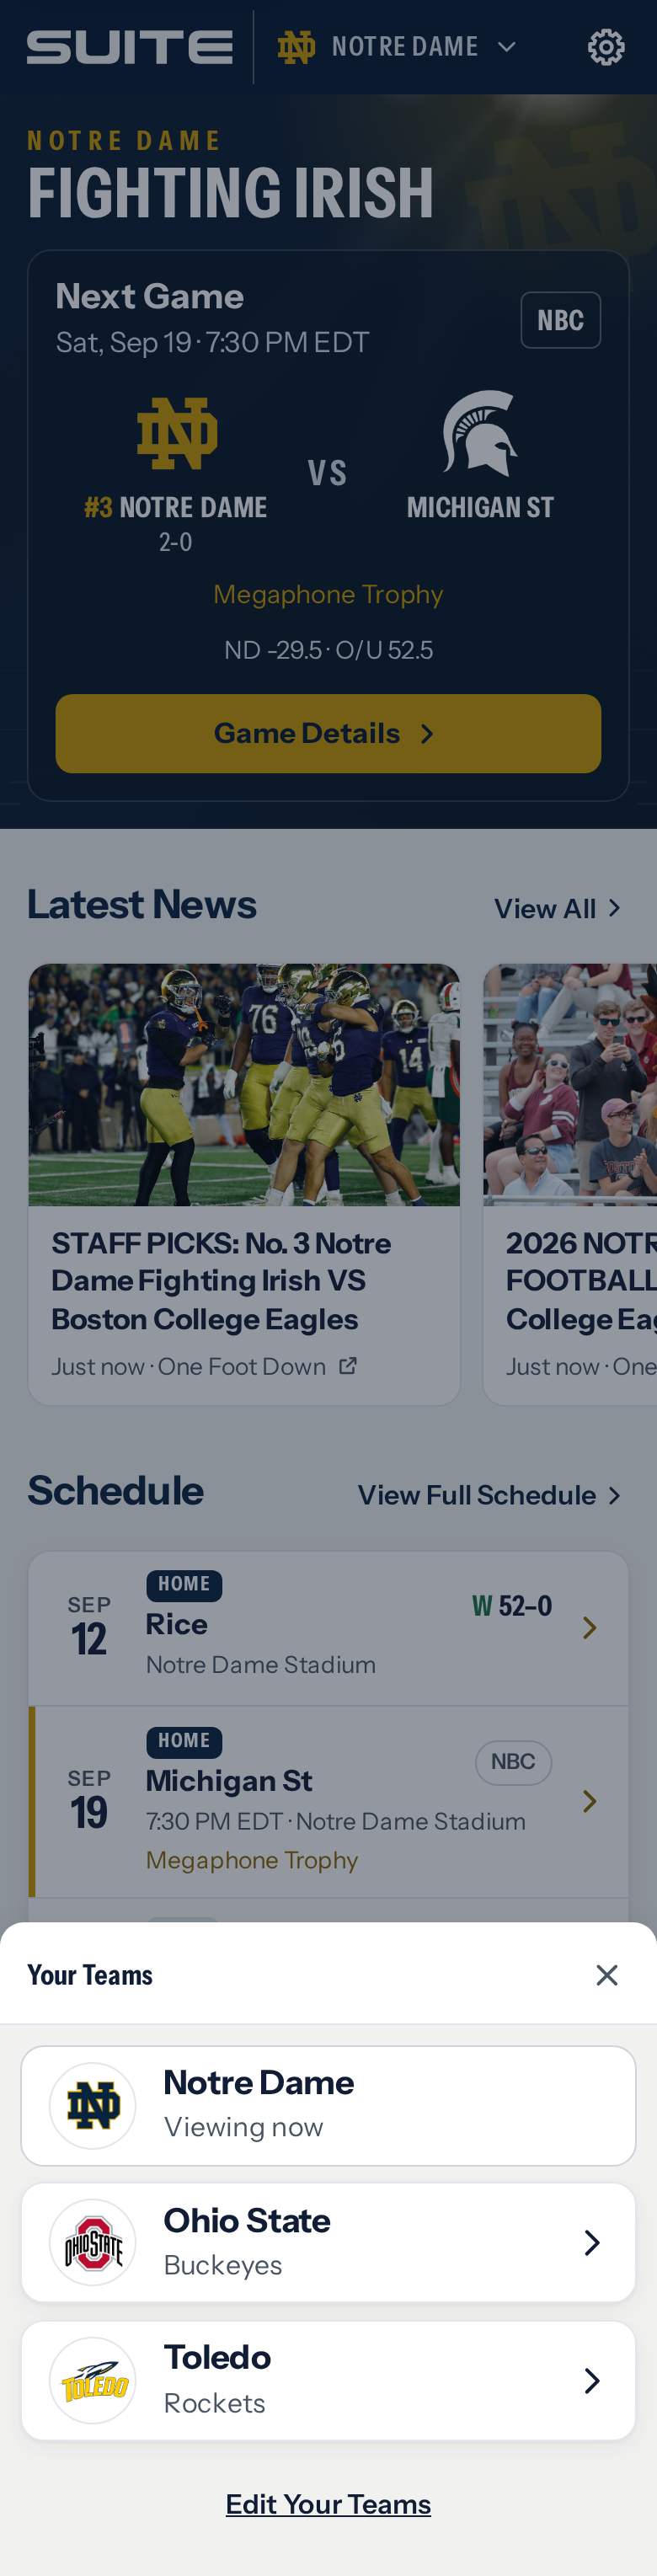 SUITE
NOTRE DAME
NOTRE DAME
FIGHTING IRISH
Next Game
Sat, Sep 19 · 7:30 PM EDT
NBC
VS
#3 NOTRE DAME
MICHIGAN ST
2-0
Megaphone Trophy
ND -29.5 · O/U 52.5
Game Details
Latest News
View All
76
14
STAFF PICKS: No. 3 Notre
Dame Fighting Irish VS
Boston College Eagles
Just now · One Foot Down
2026 NOTR
FOOTBALL
College Eag
Just now · One
Schedule
View Full Schedule
SEP
12
HOME
Rice
Notre Dame Stadium
W 52–0
SEP
19
HOME
Michigan St
7:30 PM EDT · Notre Dame Stadium
Megaphone Trophy
NBC
Your Teams
Notre Dame
Viewing now
OHIO STATE
Ohio State
Buckeyes
TOLEDO
Toledo
Rockets
Edit Your Teams